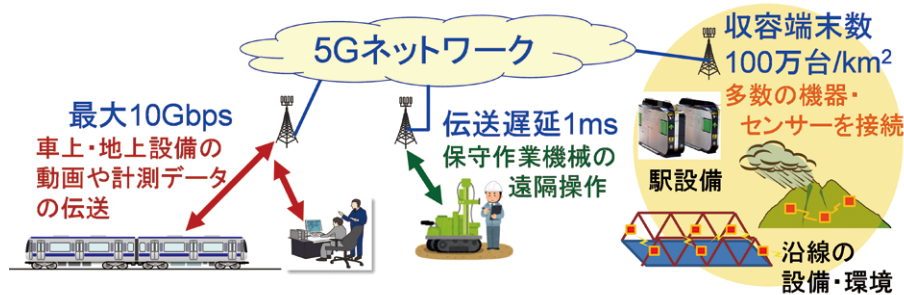 5Gネットワーク
最大10Gbps
車上・地上設備の
動画や計測データ
の伝送
伝送遅延1ms
保守作業機械の
遠隔操作
収容端末数
100万台/km²
多数の機器・
センサーを接続
駅設備
沿線の
設備・環境